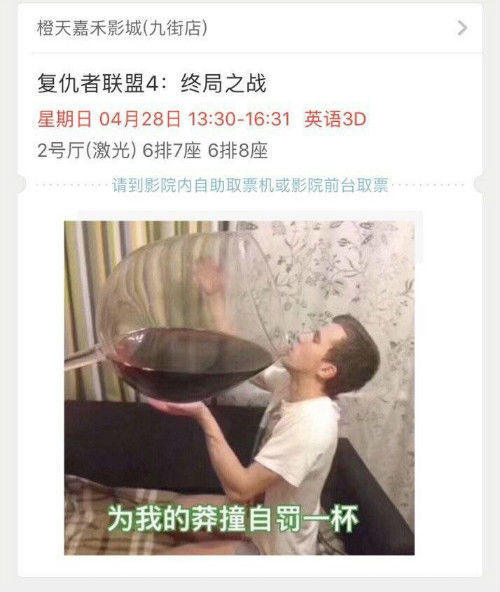 橙天嘉禾影城(九街店)
复仇者联盟4：终局之战
星期日 04月28日 13:30-16:31 英语3D
2号厅(激光) 6排7座 6排8座
请到影院内自助取票机或影院前台取票
为我的莽撞自罚一杯